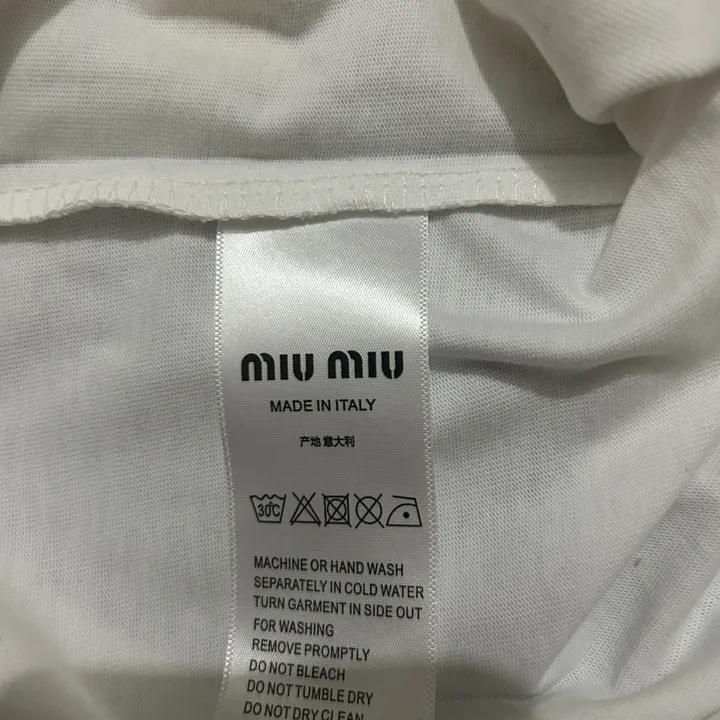 miu miu
MADE IN ITALY
产地 意大利
30℃
MACHINE OR HAND WASH
SEPARATELY IN COLD WATER
TURN GARMENT IN SIDE OUT
FOR WASHING
REMOVE PROMPTLY
DO NOT BLEACH
DO NOT TUMBLE DRY
DO NOT DRY CLEAN